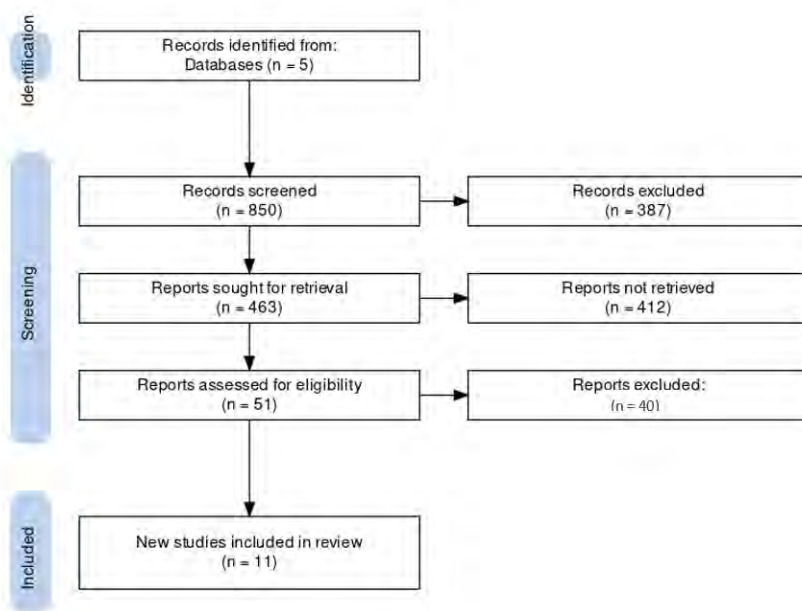 Identification
Records identified from:
Databases (n = 5)
Screening
Records screened
(n = 850)
Records excluded
(n = 387)
Reports sought for retrieval
(n = 463)
Reports not retrieved
(n = 412)
Reports assessed for eligibility
(n = 51)
Reports excluded:
(n = 40)
Included
New studies included in review
(n = 11)